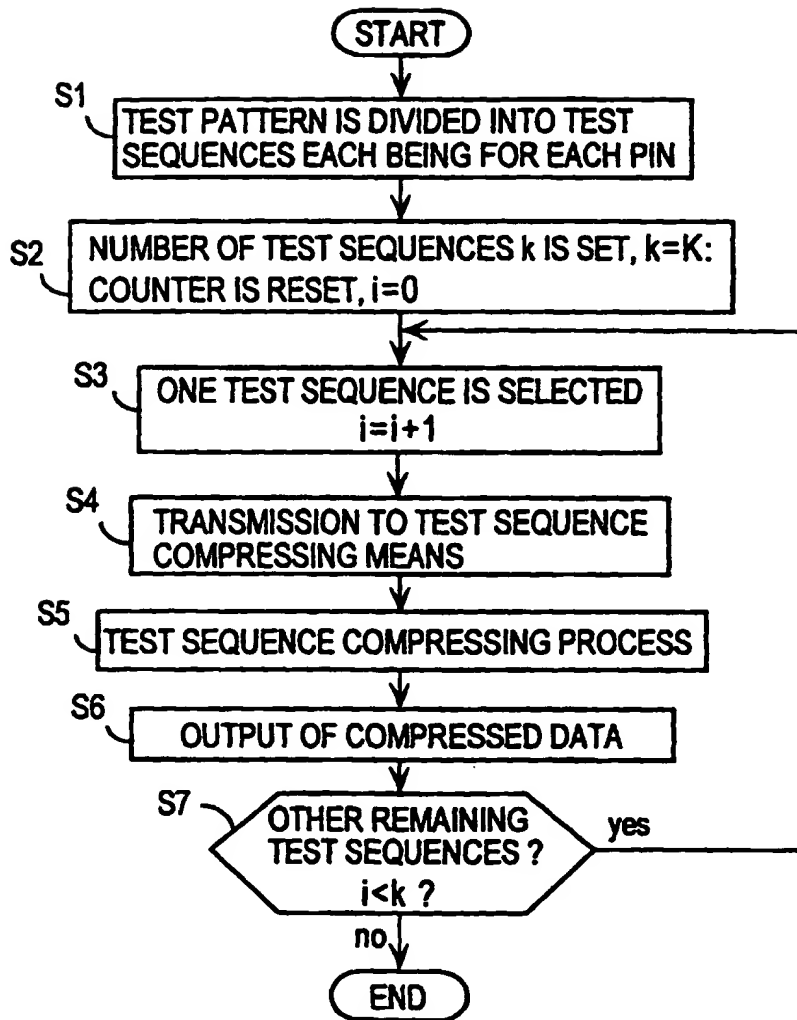 START
S1
TEST PATTERN IS DIVIDED INTO TEST
SEQUENCES EACH BEING FOR EACH PIN
S2
NUMBER OF TEST SEQUENCES k IS SET, k=K:
COUNTER IS RESET, i=0
S3
ONE TEST SEQUENCE IS SELECTED
i=i+1
S4
TRANSMISSION TO TEST SEQUENCE
COMPRESSING MEANS
S5
TEST SEQUENCE COMPRESSING PROCESS
S6
OUTPUT OF COMPRESSED DATA
S7
OTHER REMAINING
TEST SEQUENCES ?
i<k ?
yes
no
END